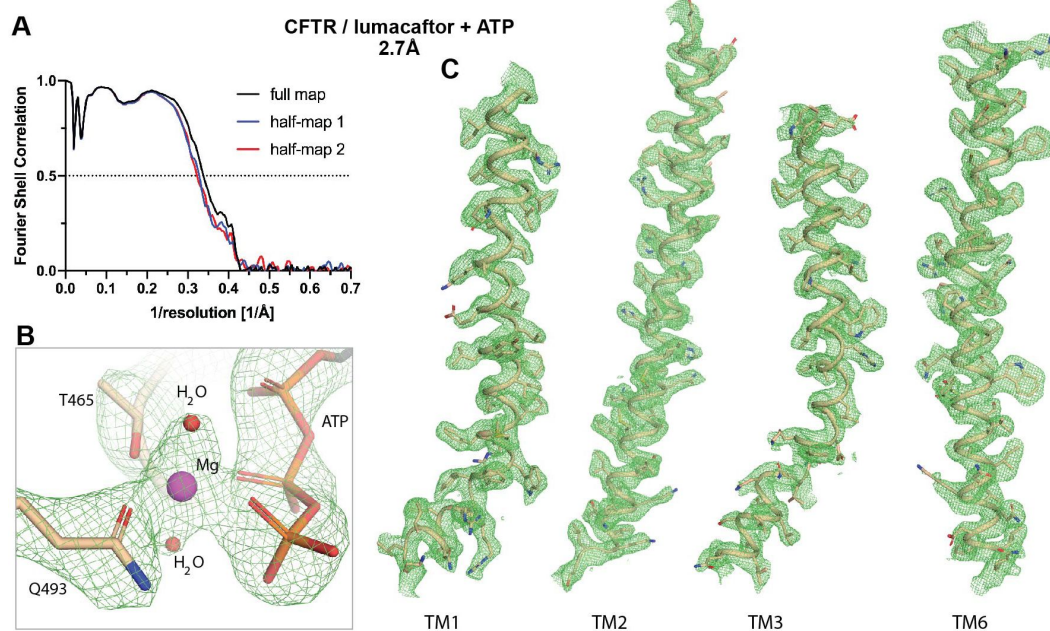 A
CFTR / lumacaftor + ATP
2.7Å
C
1.0
0.5
0.0
Fourier Shell Correlation
full map
half-map 1
half-map 2
0.0 0.1 0.2 0.3 0.4 0.5 0.6 0.7
1/resolution [1/Å]
B
T465
H2O
ATP
Mg
H2O
Q493
TM1 TM2 TM3 TM6